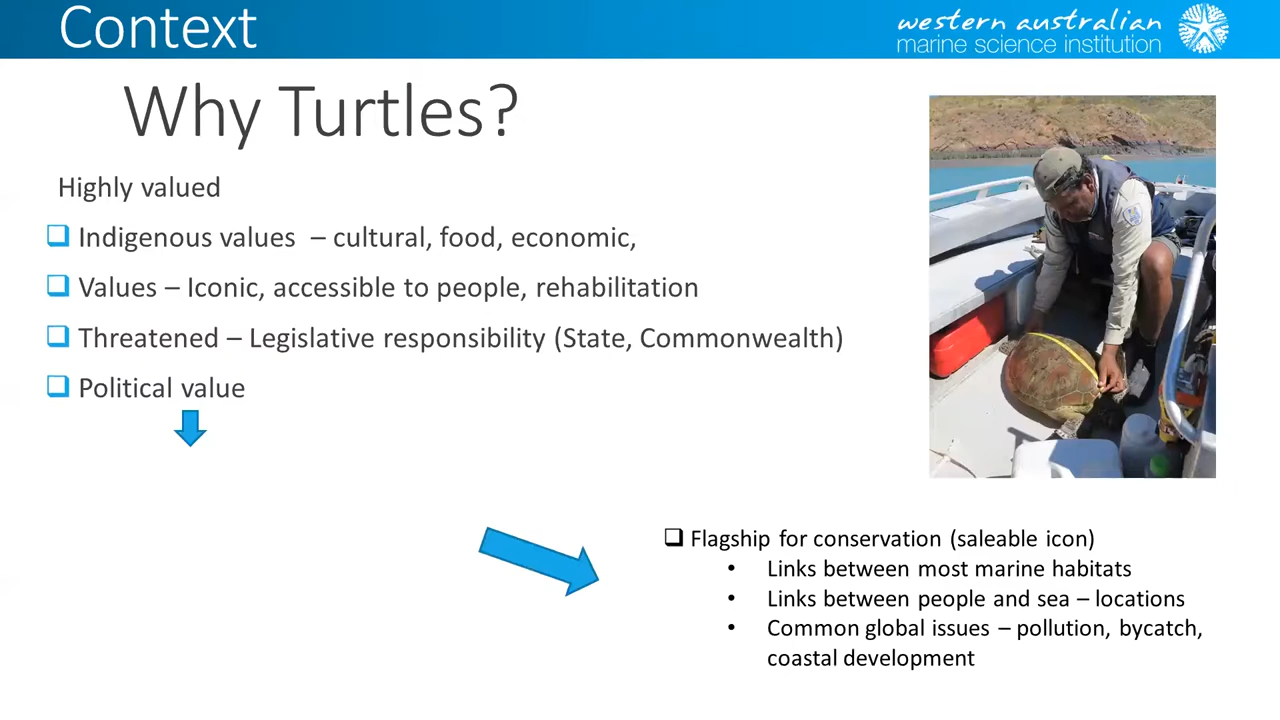 Context
western australian
marine science institution
Why Turtles?
Highly valued
Indigenous values – cultural, food, economic,
Values – Iconic, accessible to people, rehabilitation
Threatened – Legislative responsibility (State, Commonwealth)
Political value
Flagship for conservation (saleable icon)
• Links between most marine habitats
• Links between people and sea – locations
• Common global issues – pollution, bycatch,
coastal development